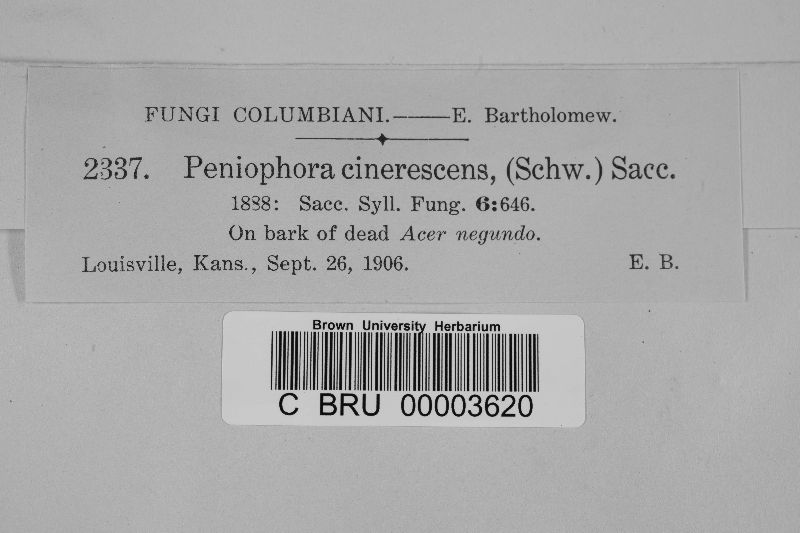 FUNGI COLUMBIANI.——E. Bartholomew.
2337. Peniophora cinerescens, (Schw.) Sacc.
1888: Sacc. Syll. Fung. 6:646.
On bark of dead Acer negundo.
Louisville, Kans., Sept. 26, 1906. E. B.
Brown University Herbarium
C BRU 00003620